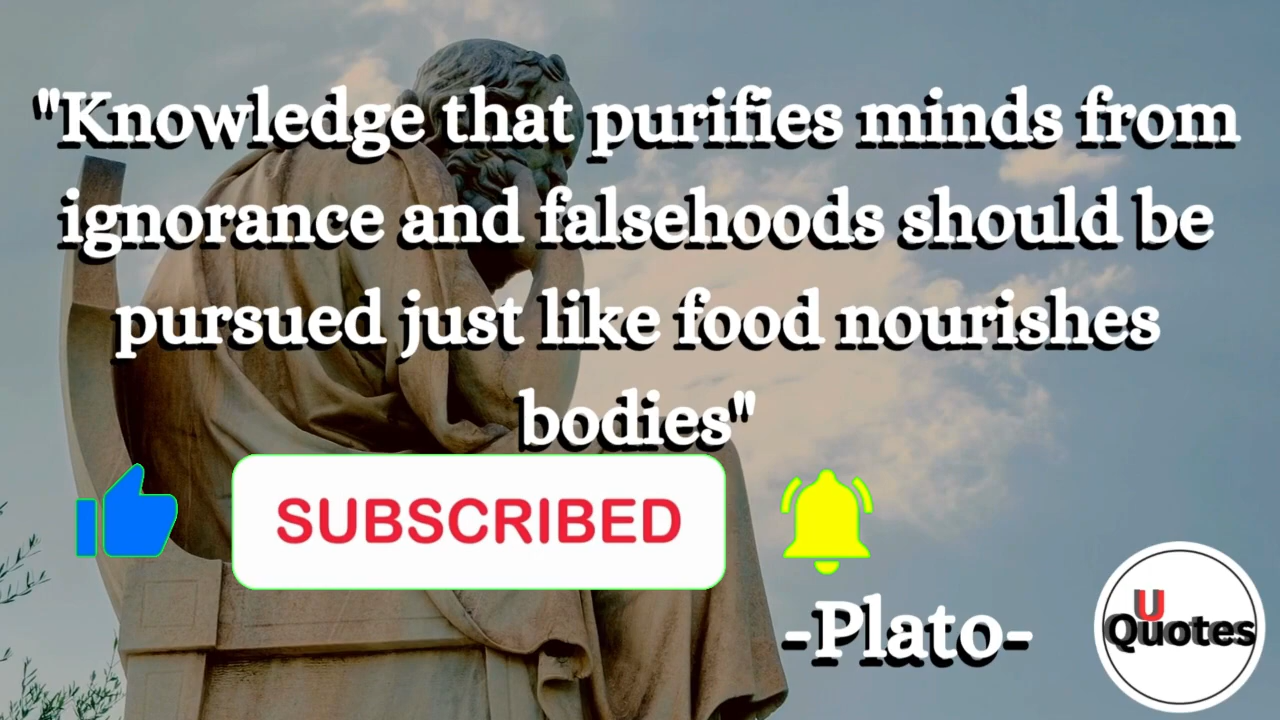 "Knowledge that purifies minds from
ignorance and falsehoods should be
pursued just like food nourishes
bodies"
SUBSCRIBED
-Plato-
U
Quotes